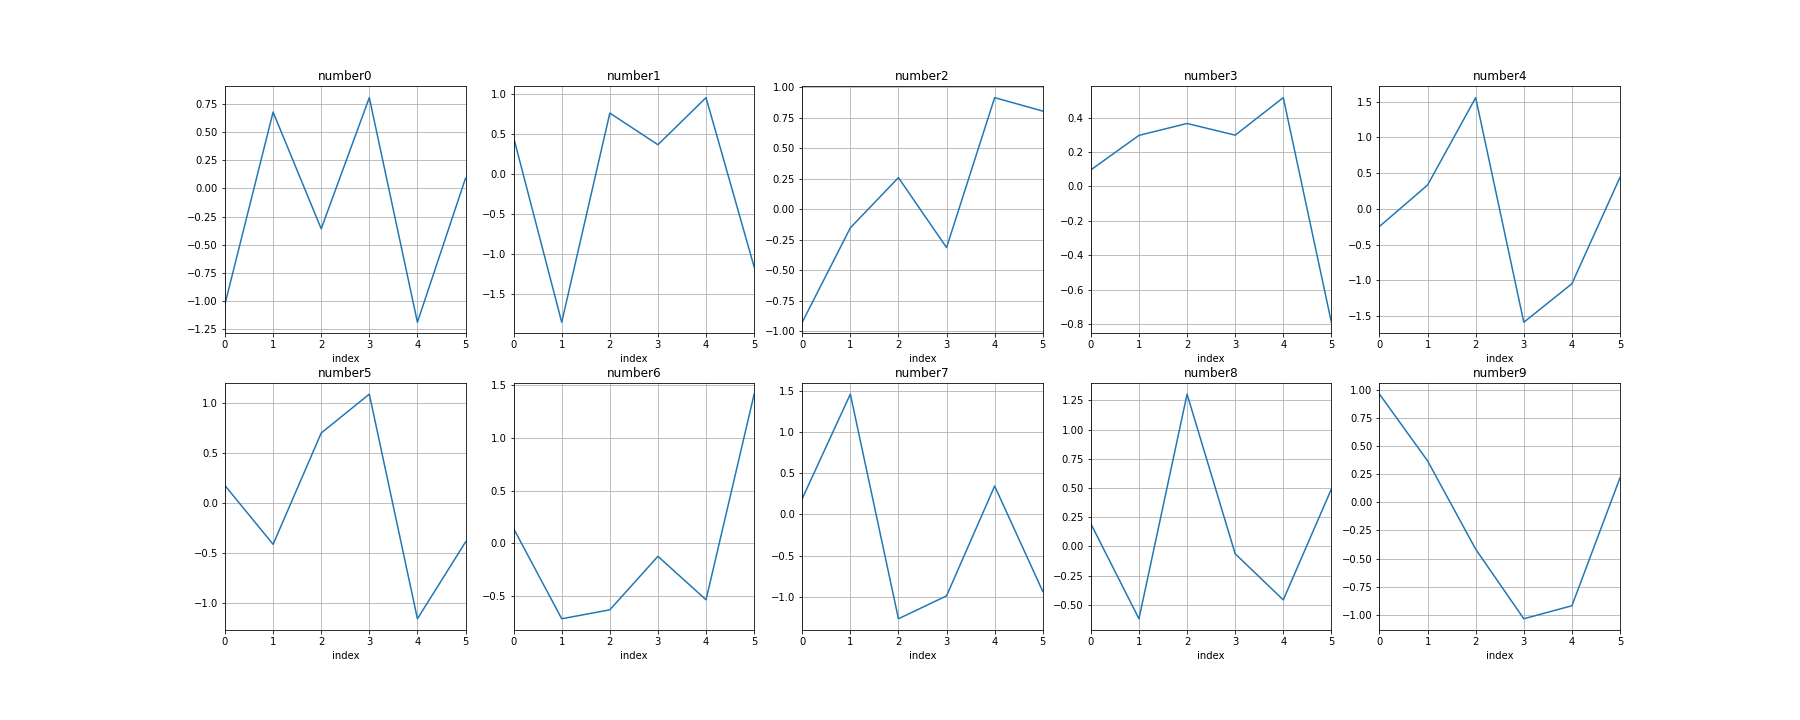 number0 number1 number2 number3 number4
0.75 0.50 0.25 0.00 −0.25 −0.50 −0.75 −1.00 −1.25
0 1 2 3 4 5
index
1.0 0.5 0.0 −0.5 −1.0 −1.5
0 1 2 3 4 5
index
1.00 0.75 0.50 0.25 0.00 −0.25 −0.50 −0.75 −1.00
0 1 2 3 4 5
index
0.4 0.2 0.0 −0.2 −0.4 −0.6 −0.8
0 1 2 3 4 5
index
1.5 1.0 0.5 0.0 −0.5 −1.0 −1.5
0 1 2 3 4 5
index
number5 number6 number7 number8 number9
1.0 0.5 0.0 −0.5 −1.0
0 1 2 3 4 5
index
1.5 1.0 0.5 0.0 −0.5
0 1 2 3 4 5
index
1.5 1.0 0.5 0.0 −0.5 −1.0
0 1 2 3 4 5
index
1.25 1.00 0.75 0.50 0.25 0.00 −0.25 −0.50
0 1 2 3 4 5
index
1.00 0.75 0.50 0.25 0.00 −0.25 −0.50 −0.75 −1.00
0 1 2 3 4 5
index